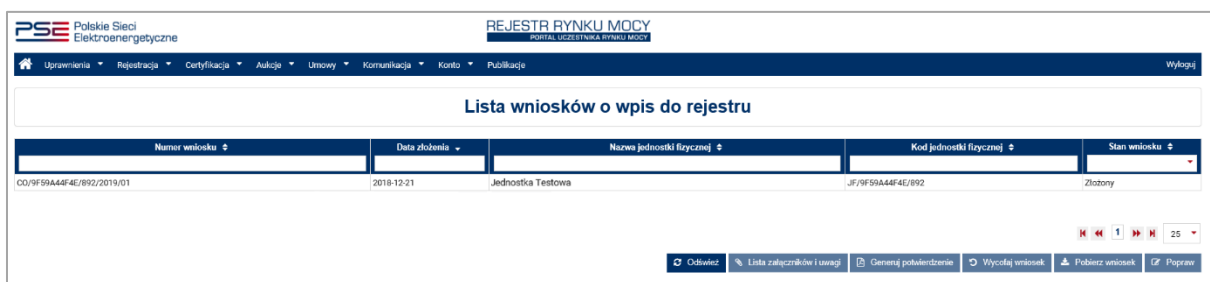 PSE Polskie Sieci Elektroenergetyczne
REJESTR RYNKU MOCY
PORTAL UCZESTNIKA RYNKU MOCY
Uprawnienia Rejestracja Certyfikacja Aukcje Umowy Komunikacja Konto Publikacje Wyloguj
Lista wniosków o wpis do rejestru
Numer wniosku Data złożenia Nazwa jednostki fizycznej Kod jednostki fizycznej Stan wniosku
CO/9F59A44F4E/892/2019/01 2018-12-21 Jednostka Testowa JF/9F59A44F4E/892 Złożony
1 25
Odśwież Lista załączników i uwagi Generuj potwierdzenie Wycofaj wniosek Pobierz wniosek Popraw